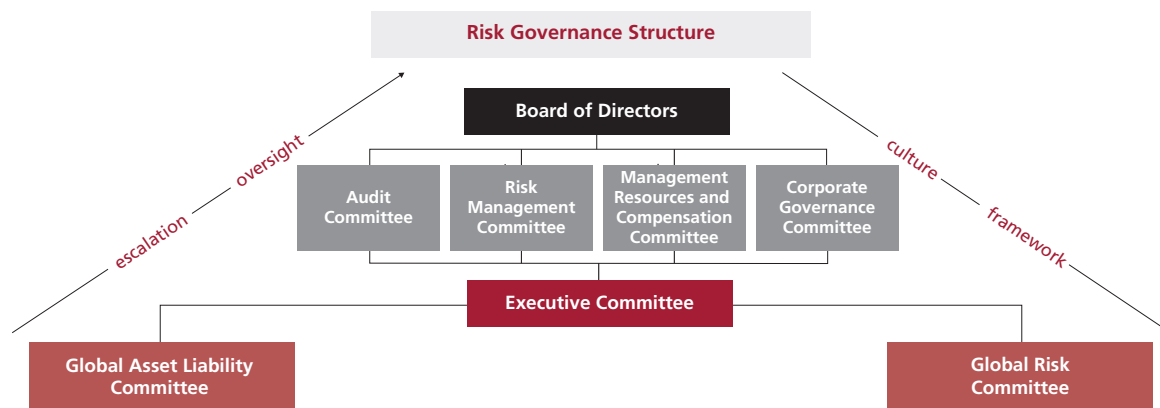 Risk Governance Structure
Board of Directors
oversight
escalation
culture
framework
Audit
Committee
Risk
Management
Committee
Management
Resources and
Compensation
Committee
Corporate
Governance
Committee
Executive Committee
Global Asset Liability
Committee
Global Risk
Committee